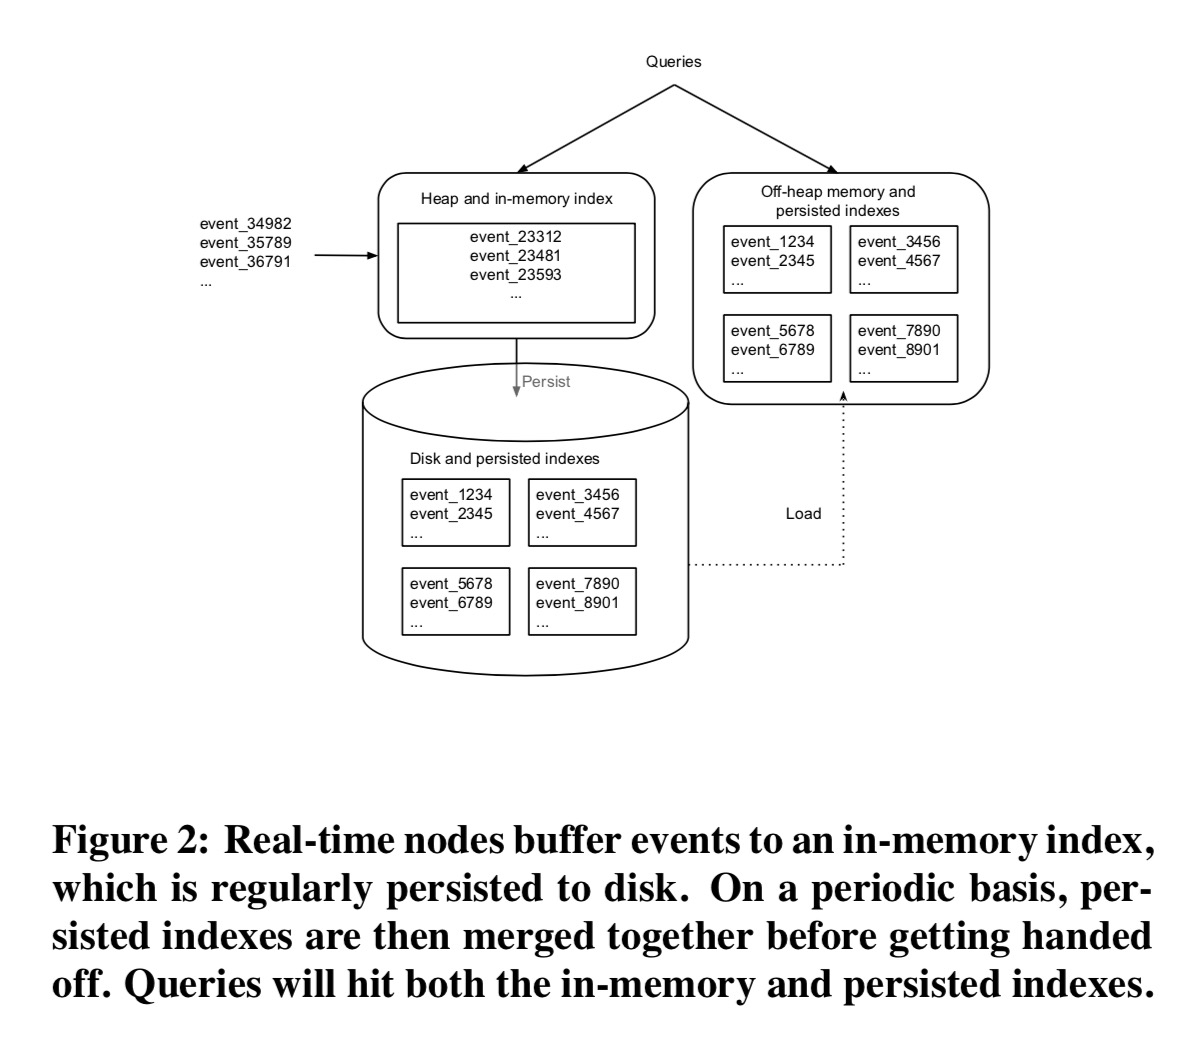 Queries
Heap and in-memory index
event_23312
event_23481
event_23593
...
event_34982
event_35789
event_36791
...
Off-heap memory and
persisted indexes
event_1234
event_2345
...
event_3456
event_4567
...
event_5678
event_6789
...
event_7890
event_8901
...
Persist
Disk and persisted indexes
event_1234
event_2345
...
event_3456
event_4567
...
event_5678
event_6789
...
event_7890
event_8901
...
Load
Figure 2: Real-time nodes buffer events to an in-memory index,
which is regularly persisted to disk. On a periodic basis, per-
sisted indexes are then merged together before getting handed
off. Queries will hit both the in-memory and persisted indexes.